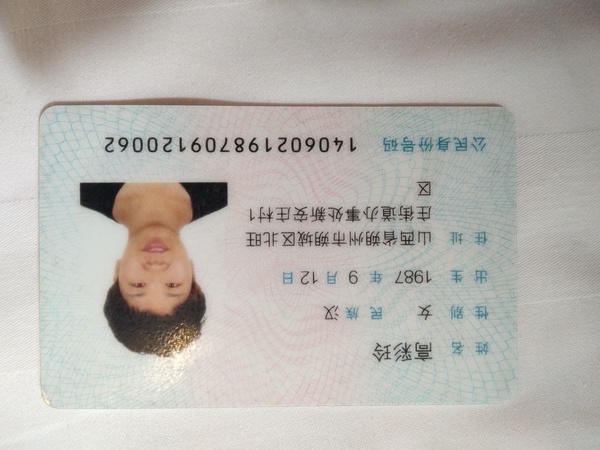 姓名 高彩玲
性别 女 民族 汉
出生 1987 年 9 月 12 日
住址 山西省朔州市朔城区北旺
庄街道办事处新安庄村1
区
公民身份号码 140602198709120062